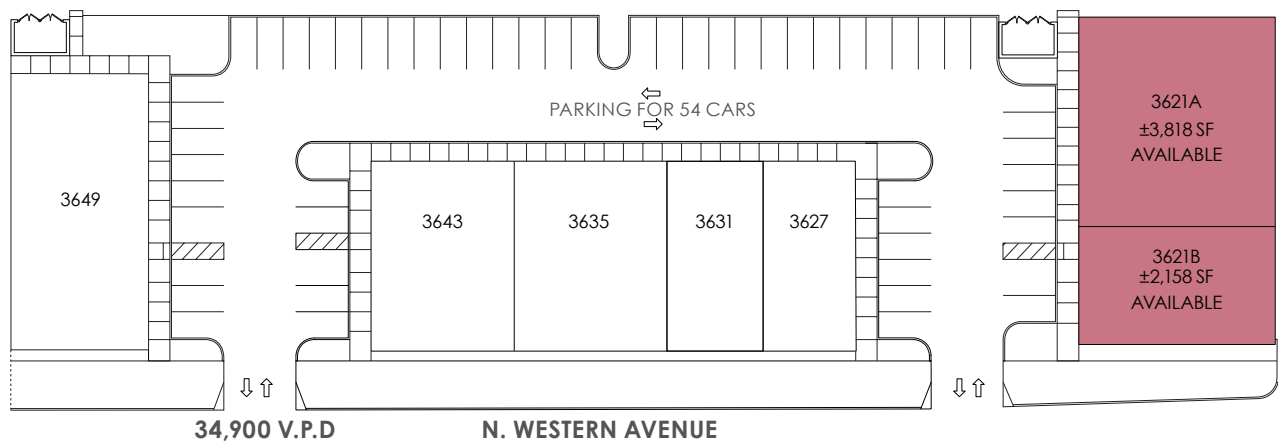 PARKING FOR 54 CARS
3621A
±3,818 SF
AVAILABLE
3649
3643
3635
3631
3627
3621B
±2,158 SF
AVAILABLE
34,900 V.P.D
N. WESTERN AVENUE